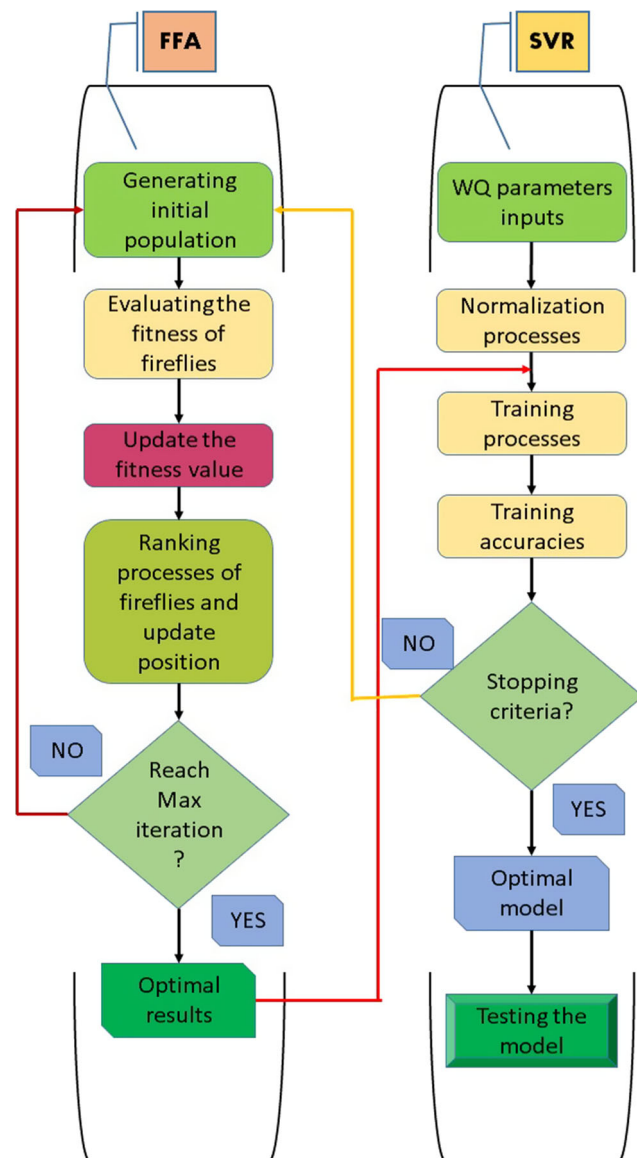 FFA
Generating
initial
population
Evaluating the
fitness of
fireflies
Update the
fitness value
Ranking
processes of
fireflies and
update
position
NO
Reach
Max
iteration
?
YES
Optimal
results
SVR
WQ parameters
inputs
Normalization
processes
Training
processes
Training
accuracies
NO
Stopping
criteria?
YES
Optimal
model
Testing the
model